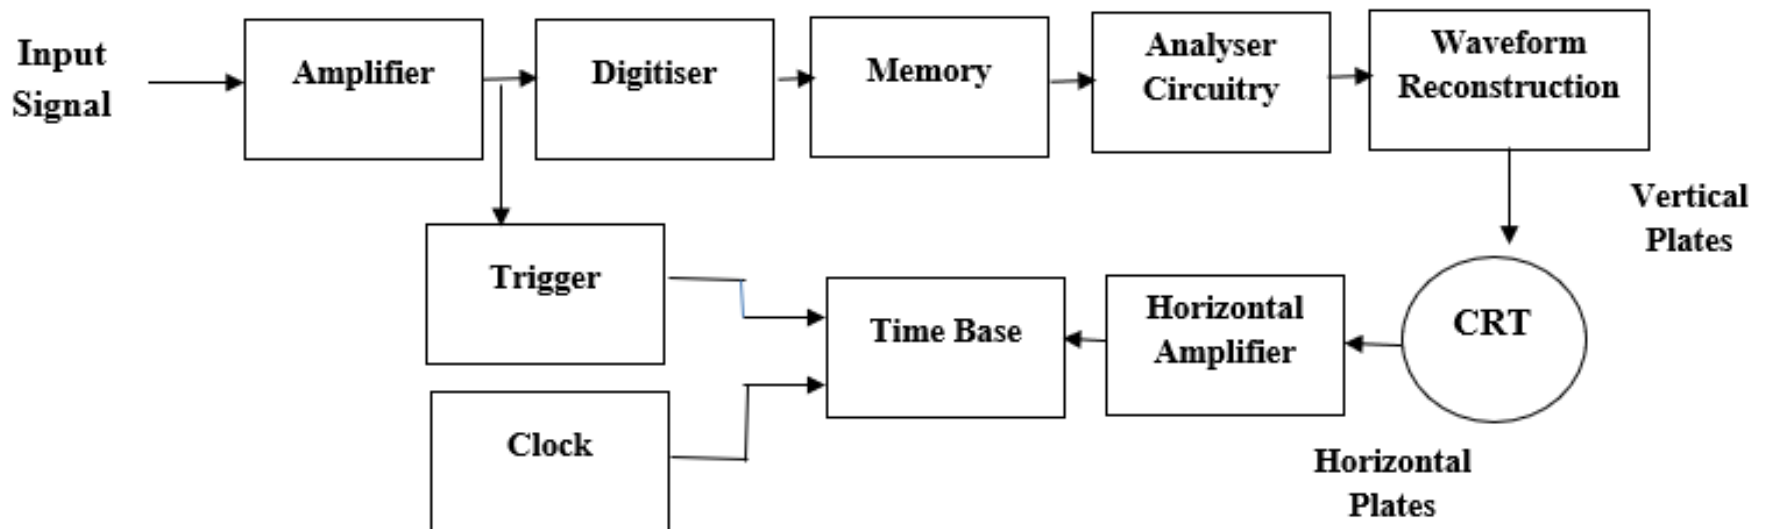 Input
Signal
Amplifier
Digitiser
Memory
Analyser
Circuitry
Waveform
Reconstruction
Vertical
Plates
Trigger
Time Base
Horizontal
Amplifier
CRT
Clock
Horizontal
Plates